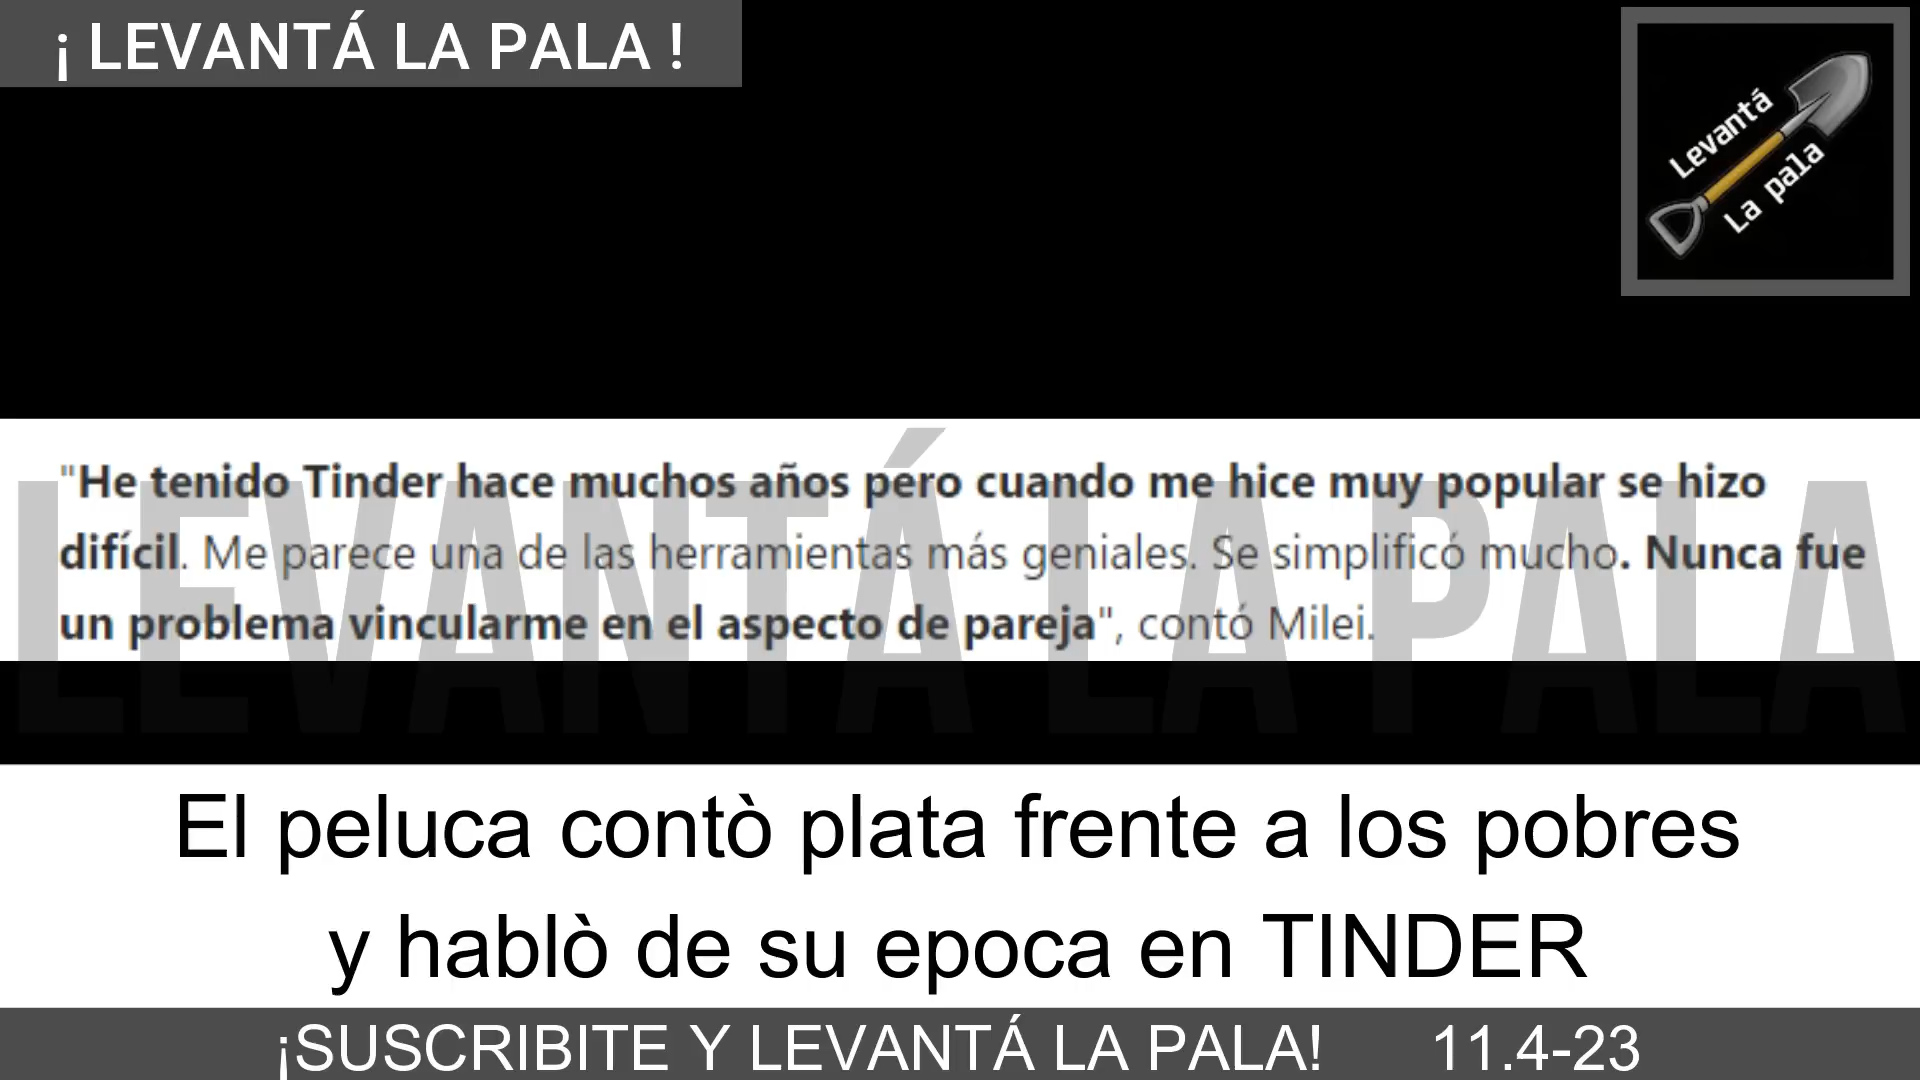 ¡ LEVANTÁ LA PALA !
Levantá
La pala
"He tenido Tinder hace muchos años pero cuando me hice muy popular se hizo
difícil. Me parece una de las herramientas más geniales. Se simplificó mucho. Nunca fue
un problema vincularme en el aspecto de pareja", contó Milei.
LEVANTÁ LA PALA
El peluca contò plata frente a los pobres
y hablò de su epoca en TINDER
¡SUSCRIBITE Y LEVANTÁ LA PALA! 11.4-23